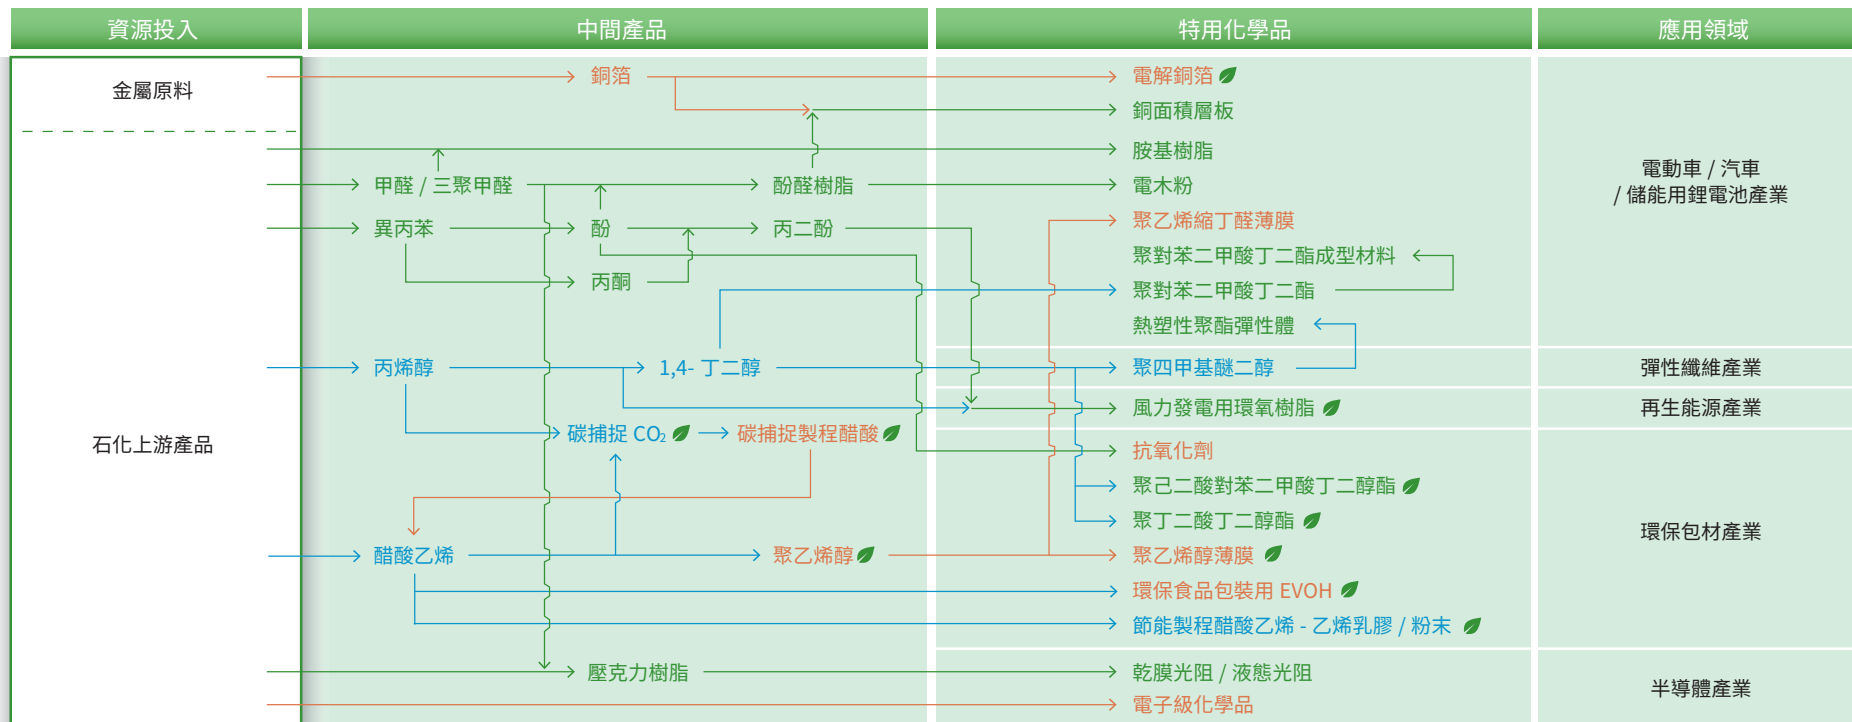 資源投入
中間產品
特用化學品
應用領域
金屬原料
石化上游產品
銅箔
甲醛 / 三聚甲醛
酚醛樹脂
異丙苯
酚
丙二酚
丙酮
丙烯醇
1,4- 丁二醇
碳捕捉 CO₂
碳捕捉製程醋酸
醋酸乙烯
聚乙烯醇
壓克力樹脂
電解銅箔
銅面積層板
胺基樹脂
電木粉
聚乙烯縮丁醛薄膜
聚對苯二甲酸丁二酯成型材料
聚對苯二甲酸丁二酯
熱塑性聚酯彈性體
聚四甲基醚二醇
風力發電用環氧樹脂
抗氧化劑
聚己二酸對苯二甲酸丁二醇酯
聚丁二酸丁二醇酯
聚乙烯醇薄膜
環保食品包裝用 EVOH
節能製程醋酸乙烯 - 乙烯乳膠 / 粉末
乾膜光阻 / 液態光阻
電子級化學品
電動車 / 汽車
/ 儲能用鋰電池產業
彈性纖維產業
再生能源產業
環保包材產業
半導體產業